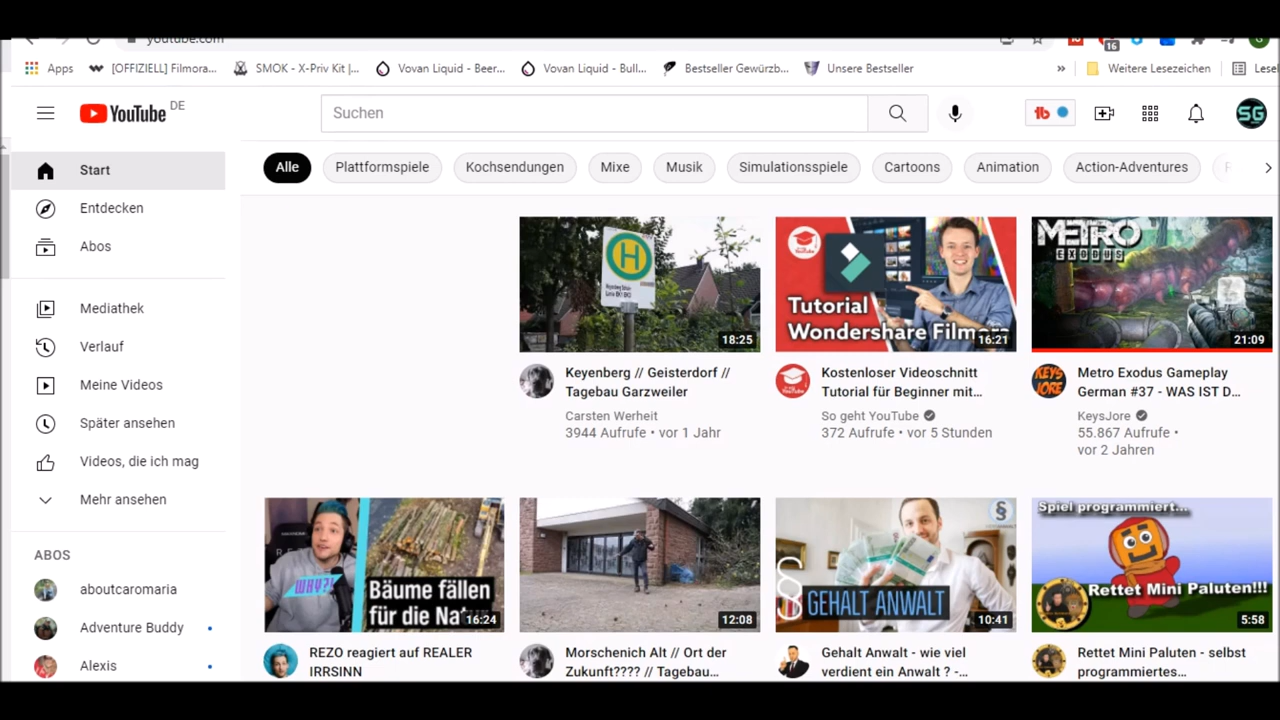 youtube.com
16
G
Apps
[OFFIZIELL] Filmora...
SMOK - X-Priv Kit |...
Vovan Liquid - Beer...
Vovan Liquid - Bull...
Bestseller Gewürzb...
Unsere Bestseller
»
Weitere Lesezeichen
Lesel
YouTube DE
Suchen
tb
SG
Start
Entdecken
Abos
Mediathek
Verlauf
Meine Videos
Später ansehen
Videos, die ich mag
Mehr ansehen
ABOS
aboutcaromaria
Adventure Buddy
Alexis
Alle
Plattformspiele
Kochsendungen
Mixe
Musik
Simulationsspiele
Cartoons
Animation
Action-Adventures
H
18:25
Keyenberg // Geisterdorf //
Tagebau Garzweiler
Carsten Werheit
3944 Aufrufe • vor 1 Jahr
Tutorial
Wondershare Filmora
16:21
Kostenloser Videoschnitt
Tutorial für Beginner mit...
So geht YouTube
372 Aufrufe • vor 5 Stunden
METRO
EXODUS
21:09
KEYS
JORE
Metro Exodus Gameplay
German #37 - WAS IST D...
KeysJore
55.867 Aufrufe •
vor 2 Jahren
WHY?!
Bäume fällen
für die Na
16:24
REZO reagiert auf REALER
IRRSINN
12:08
Morschenich Alt // Ort der
Zukunft???? // Tagebau...
§
§
GEHALT ANWALT
10:41
Gehalt Anwalt - wie viel
verdient ein Anwalt ? -...
Spiel programmiert...
Rettet Mini Paluten!!!
5:58
Rettet Mini Paluten - selbst
programmiertes...